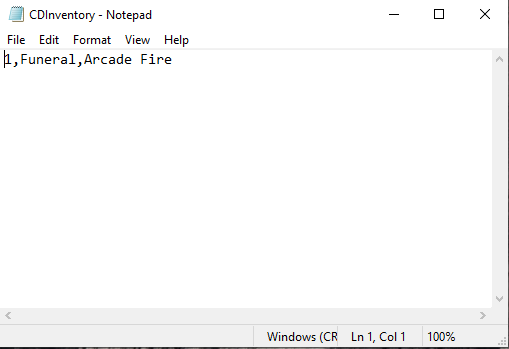 CDInventory - Notepad
File Edit Format View Help
1,Funeral,Arcade Fire
Windows (CR Ln 1, Col 1 100%